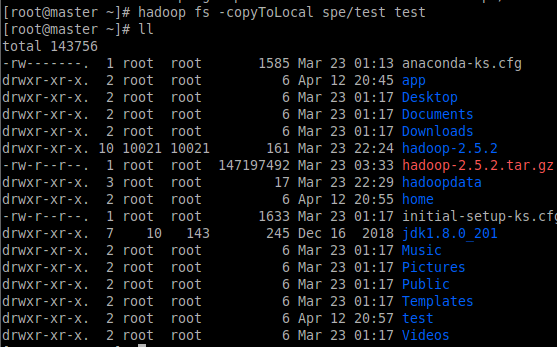 [root@master ~]# hadoop fs -copyToLocal spe/test test
[root@master ~]# ll
total 143756
-rw-------.  1 root  root       1585 Mar 23 01:13 anaconda-ks.cfg
drwxr-xr-x.  2 root  root          6 Apr 12 20:45 app
drwxr-xr-x.  2 root  root          6 Mar 23 01:17 Desktop
drwxr-xr-x.  2 root  root          6 Mar 23 01:17 Documents
drwxr-xr-x.  2 root  root          6 Mar 23 01:17 Downloads
drwxr-xr-x. 10 10021 10021       161 Mar 23 22:24 hadoop-2.5.2
-rw-r--r--.  1 root  root  147197492 Mar 23 03:33 hadoop-2.5.2.tar.gz
drwxr-xr-x.  3 root  root         17 Mar 23 22:29 hadoopdata
drwxr-xr-x.  2 root  root          6 Apr 12 20:55 home
-rw-r--r--.  1 root  root       1633 Mar 23 01:17 initial-setup-ks.cfg
drwxr-xr-x.  7    10   143       245 Dec 16  2018 jdk1.8.0_201
drwxr-xr-x.  2 root  root          6 Mar 23 01:17 Music
drwxr-xr-x.  2 root  root          6 Mar 23 01:17 Pictures
drwxr-xr-x.  2 root  root          6 Mar 23 01:17 Public
drwxr-xr-x.  2 root  root          6 Mar 23 01:17 Templates
drwxr-xr-x.  2 root  root          6 Apr 12 20:57 test
drwxr-xr-x.  2 root  root          6 Mar 23 01:17 Videos